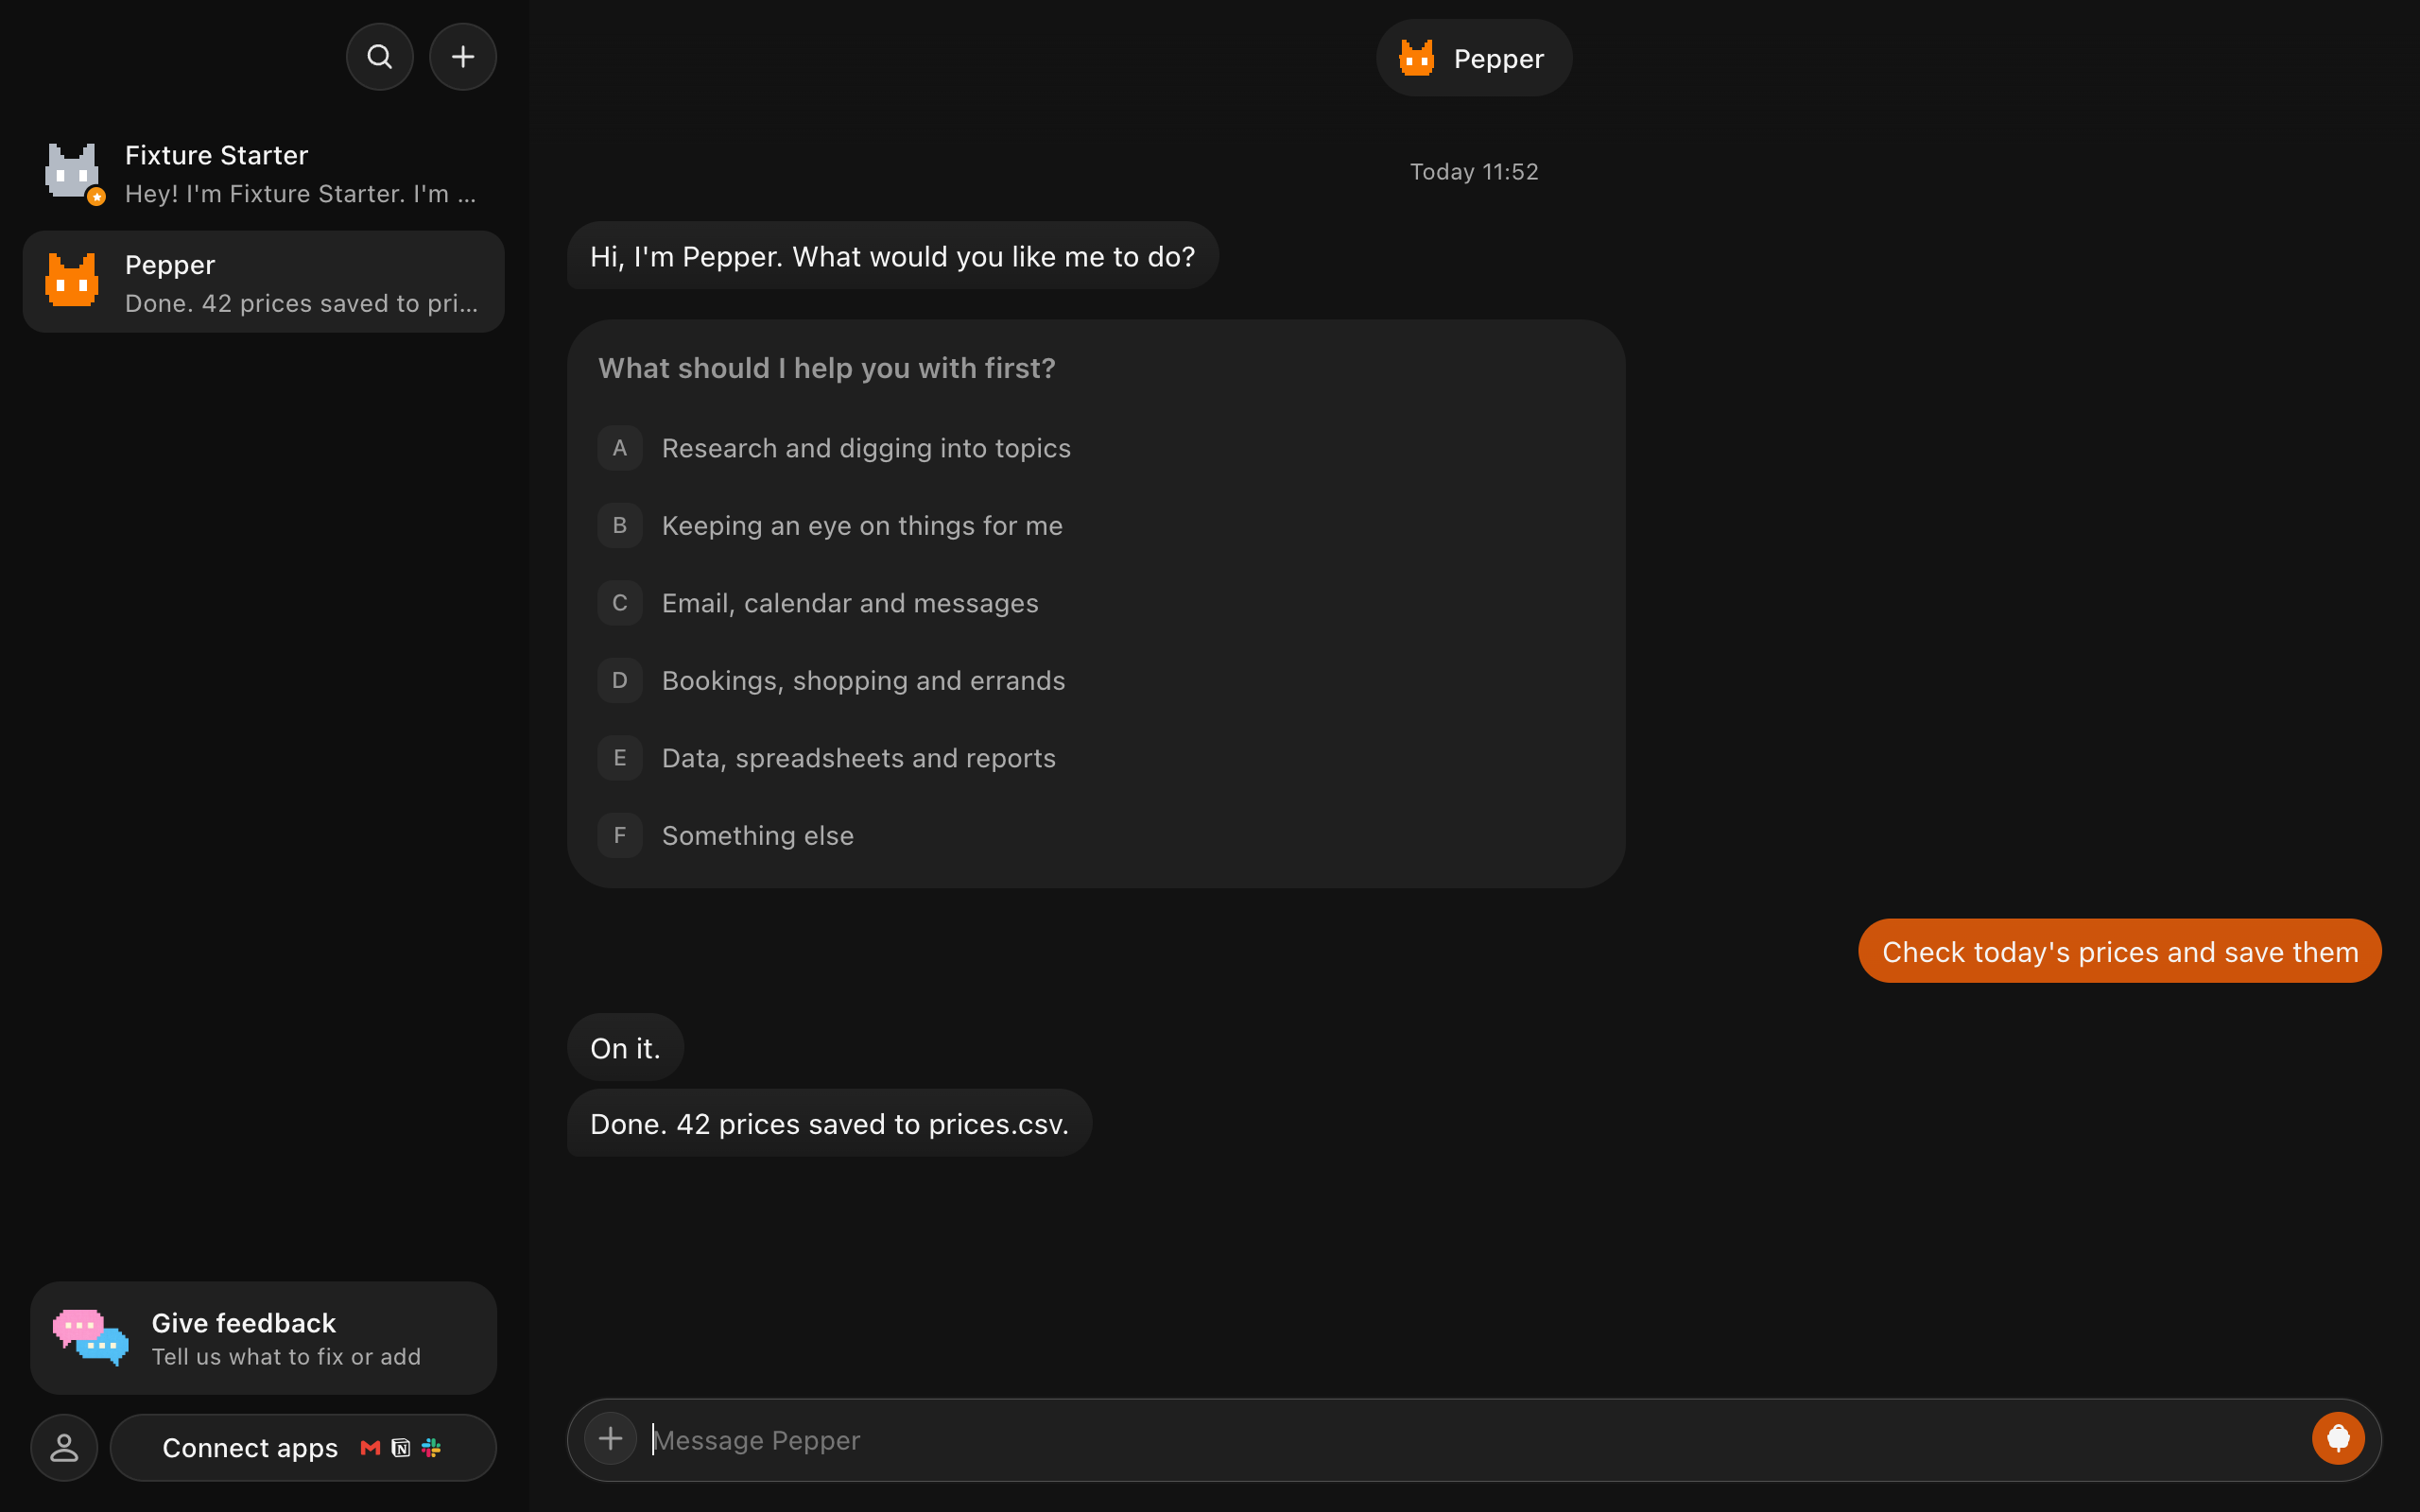 Fixture Starter
Hey! I'm Fixture Starter. I'm ...
Pepper
Done. 42 prices saved to pri...
Give feedback
Tell us what to fix or add
Connect apps
Pepper
Today 11:52
Hi, I'm Pepper. What would you like me to do?
What should I help you with first?
A Research and digging into topics
B Keeping an eye on things for me
C Email, calendar and messages
D Bookings, shopping and errands
E Data, spreadsheets and reports
F Something else
Check today's prices and save them
On it.
Done. 42 prices saved to prices.csv.
Message Pepper